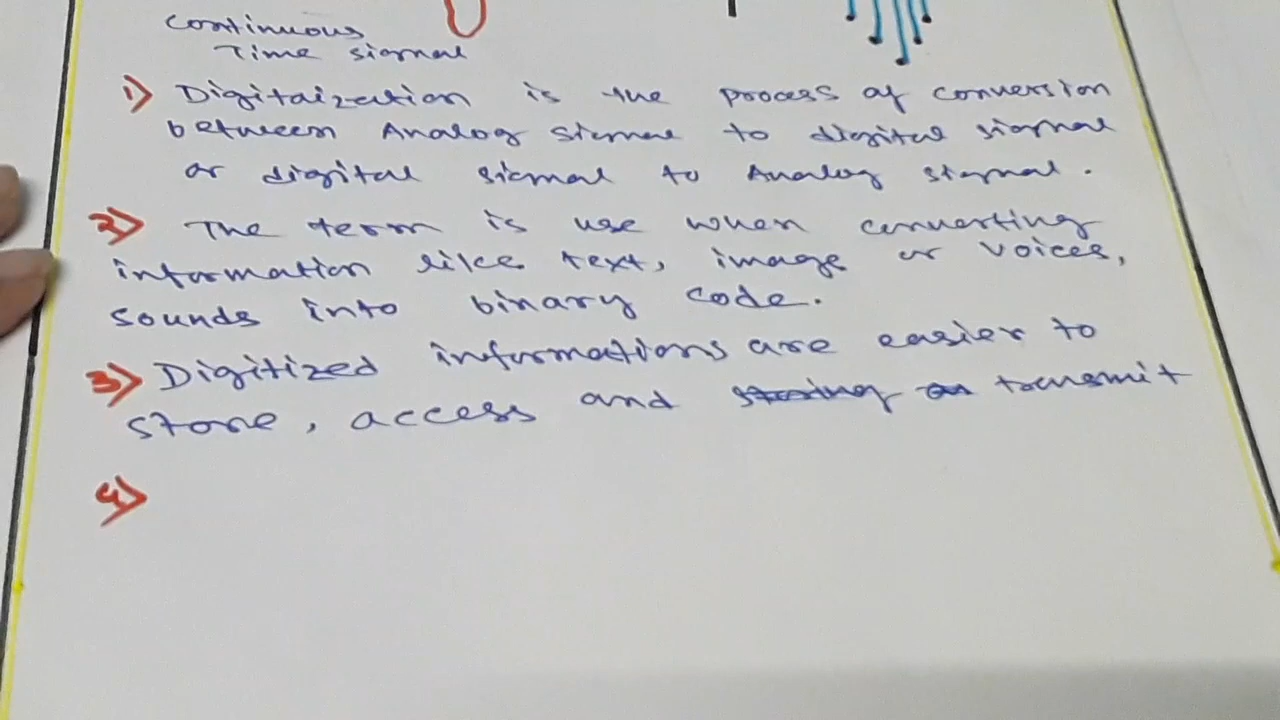 Continuous
Time signal
1) Digitaization is the process of conversion
between Analog signal to digital signal
or digital signal to Analog signal.
2) The term is use when converting
information like text, image or voices,
sounds into binary code.
3) Digitized informations are easier to
store, access and transmit
4)